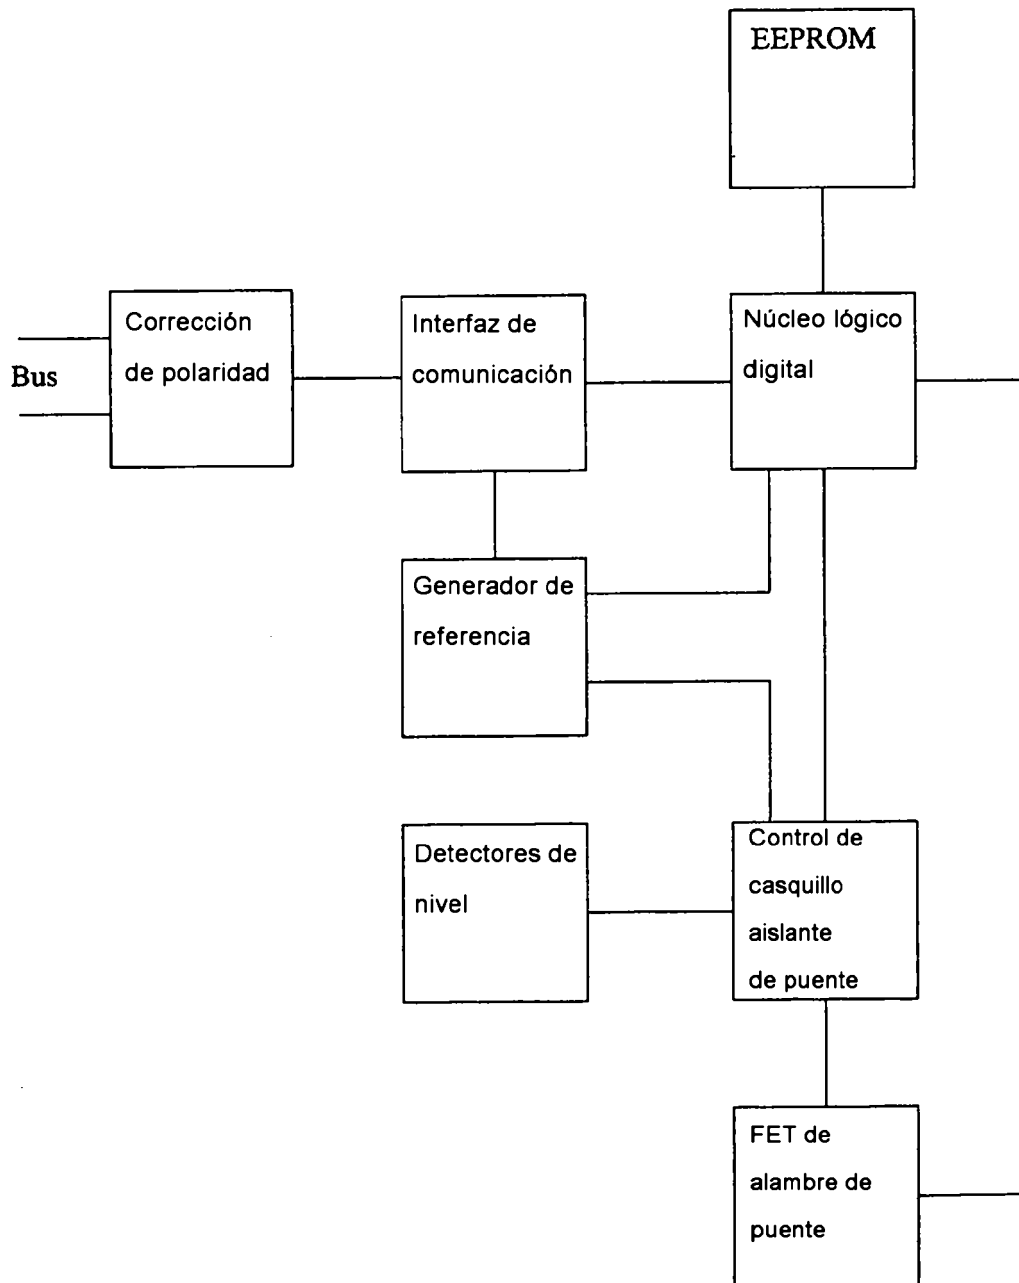 EEPROM
Corrección
de polaridad
Interfaz de
comunicación
Núcleo lógico
digital
Bus
Generador de
referencia
Detectores de
nivel
Control de
casquillo
aislante
de puente
FET de
alambre de
puente